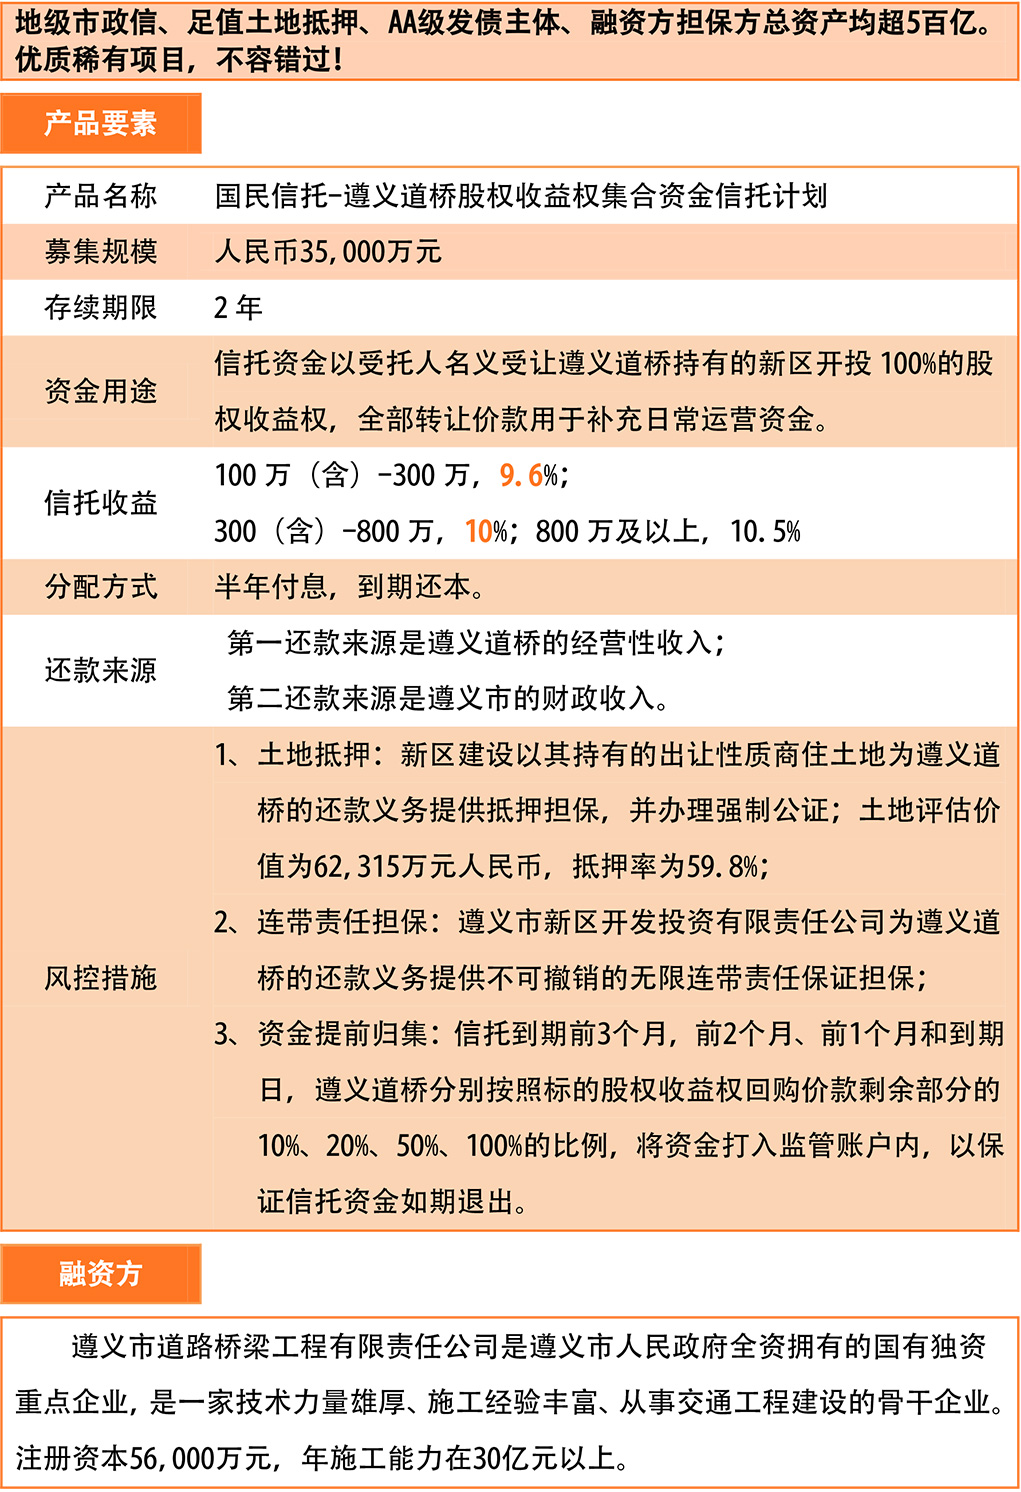 地级市政信、足值土地抵押、AA级发债主体、融资方担保方总资产均超5百亿。
优质稀有项目，不容错过！
产品要素
产品名称 国民信托-遵义道桥股权收益权集合资金信托计划
募集规模 人民币35,000万元
存续期限 2 年
资金用途 信托资金以受托人名义受让遵义道桥持有的新区开投 100%的股
权收益权，全部转让价款用于补充日常运营资金。
信托收益 100 万（含）-300 万，9.6%；
300（含）-800 万，10%；800 万及以上，10.5%
分配方式 半年付息，到期还本。
还款来源 第一还款来源是遵义道桥的经营性收入；
第二还款来源是遵义市的财政收入。
风控措施 1、土地抵押：新区建设以其持有的出让性质商住土地为遵义道
桥的还款义务提供抵押担保，并办理强制公证；土地评估价
值为62,315万元人民币，抵押率为59.8%；
2、连带责任担保：遵义市新区开发投资有限责任公司为遵义道
桥的还款义务提供不可撤销的无限连带责任保证担保；
3、资金提前归集：信托到期前3个月，前2个月、前1个月和到期
日，遵义道桥分别按照标的股权收益权回购价款剩余部分的
10%、20%、50%、100%的比例，将资金打入监管账户内，以保
证信托资金如期退出。
融资方
遵义市道路桥梁工程有限责任公司是遵义市人民政府全资拥有的国有独资
重点企业，是一家技术力量雄厚、施工经验丰富、从事交通工程建设的骨干企业。
注册资本56,000万元，年施工能力在30亿元以上。